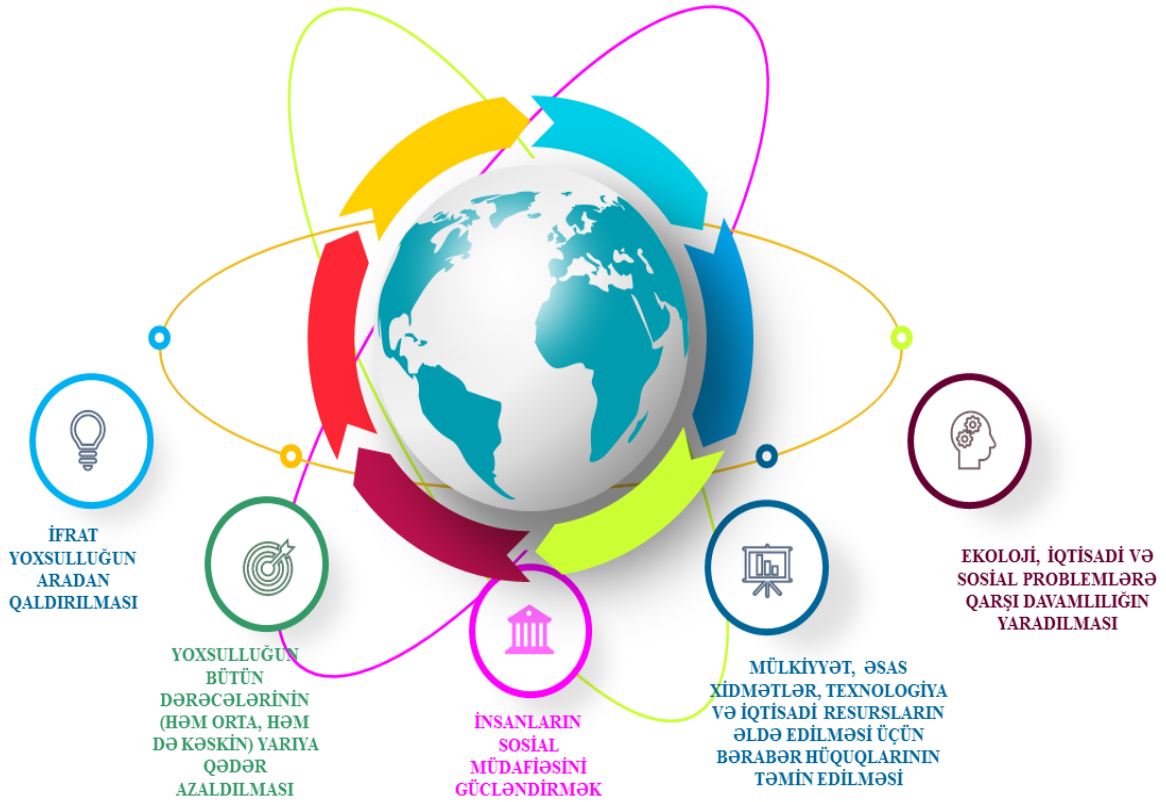 İFRAT
YOXSULLUĞUN
ARADAN
QALDIRILMASI
YOXSULLUĞUN
BÜTÜN
DƏRƏCƏLƏRİNİN
(HƏM ORTA, HƏM
DƏ KƏSKİN) YARIYA
QƏDƏR
AZALDILMASI
İNSANLARIN
SOSİAL
MÜDAFİƏSİNİ
GÜCLƏNDİRMƏK
MÜLKİYYƏT, ƏSAS
XİDMƏTLƏR, TEXNOLOGİYA
VƏ İQTİSADİ RESURSLARIN
ƏLDƏ EDİLMƏSİ ÜÇÜN
BƏRABƏR HÜQUQLARININ
TƏMİN EDİLMƏSİ
EKOLOJİ, İQTİSADİ VƏ
SOSİAL PROBLEMLƏRƏ
QARŞI DAVAMLILIĞIN
YARADILMASI